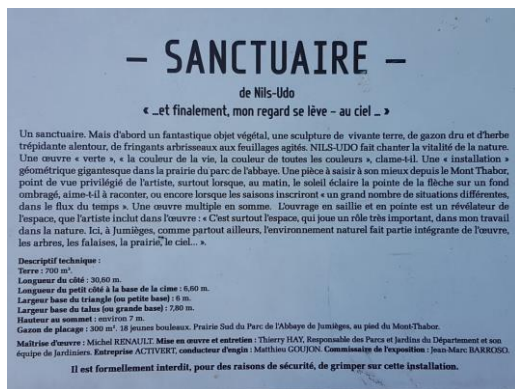 – SANCTUAIRE –
de Nils-Udo
« ...et finalement, mon regard se lève – au ciel ... »
Un sanctuaire. Mais d'abord un fantastique objet végétal, une sculpture de vivante terre, de gazon dru et d'herbe
trépidante alentour, de fringants arbrisseaux aux feuillages agités. NILS-UDO fait chanter la vitalité de la nature.
Une œuvre « verte », « la couleur de la vie, la couleur de toutes les couleurs », clame-t-il. Une « installation »
géométrique gigantesque dans la prairie du parc de l'abbaye. Une pièce à saisir à son mieux depuis le Mont Thabor,
point de vue privilégié de l'artiste, surtout lorsque, au matin, le soleil éclaire la pointe de la flèche sur un fond
ombragé, aime-t-il à raconter, ou encore lorsque les saisons inscriront « un grand nombre de situations différentes,
dans le flux du temps ». Une œuvre multiple en somme. L'ouvrage en saillie et en pointe est un révélateur de
l'espace, que l'artiste inclut dans l'œuvre : « C'est surtout l'espace, qui joue un rôle très important, dans mon travail
dans la nature. Ici, à Jumièges, comme partout ailleurs, l'environnement naturel fait partie intégrante de l'œuvre,
les arbres, les falaises, la prairie, le ciel... ».
Descriptif technique :
Terre : 700 m³.
Longueur du côté : 30,60 m.
Longueur du petit côté à la base de la cime : 6,60 m.
Largeur base du triangle (ou petite base) : 6 m.
Largeur base du talus (ou grande base) : 7,80 m.
Hauteur au sommet : environ 7 m.
Gazon de placage : 300 m². 18 jeunes bouleaux. Prairie Sud du Parc de l'Abbaye de Jumièges, au pied du Mont-Thabor.
Maîtrise d'œuvre : Michel RENAULT. Mise en œuvre et entretien : Thierry HAY, Responsable des Parcs et Jardins du Département et son
équipe de Jardiniers. Entreprise ACTIVERT, conducteur d'engin : Matthieu GOUJON. Commissaire de l'exposition : Jean-Marc BARROSO.
Il est formellement interdit, pour des raisons de sécurité, de grimper sur cette installation.